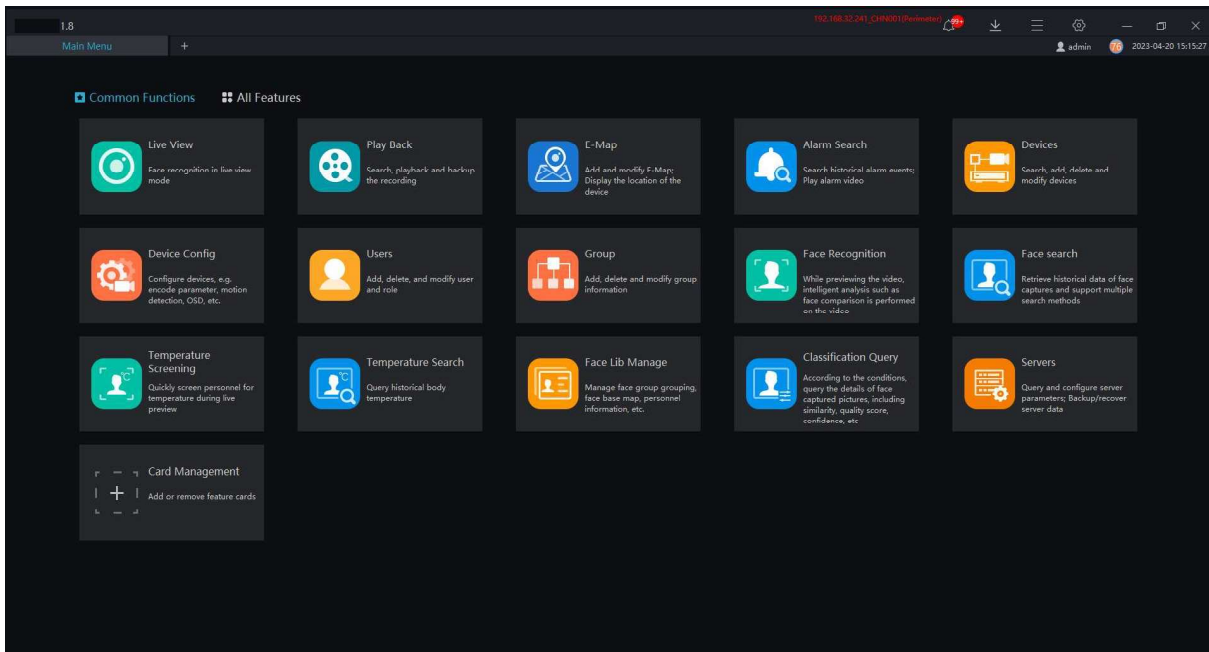 1.8
192.168.32.241_CHN001(Perimeter)
99+
Main Menu
+
admin
76
2023-04-20 15:15:27
Common Functions
All Features
Live View
Face recognition in live view
mode
Play Back
Search, playback and backup
the recording
E-Map
Add and modify E-Map;
Display the location of the
device
Alarm Search
Search historical alarm events;
Play alarm video
Devices
Search, add, delete and
modify devices
Device Config
Configure devices, e.g.
encode parameter, motion
detection, OSD, etc.
Users
Add, delete, and modify user
and role
Group
Add, delete and modify group
information
Face Recognition
While previewing the video,
intelligent analysis such as
face comparison is performed
on the video
Face search
Retrieve historical data of face
captures and support multiple
search methods
°C
Temperature
Screening
Quickly screen personnel for
temperature during live
preview
°C
Temperature Search
Query historical body
temperature
Face Lib Manage
Manage face group grouping,
face base map, personnel
information, etc.
Classification Query
According to the conditions,
query the details of face
captured pictures, including
similarity, quality score,
confidence, etc
Servers
Query and configure server
parameters; Backup/recover
server data
Card Management
Add or remove feature cards